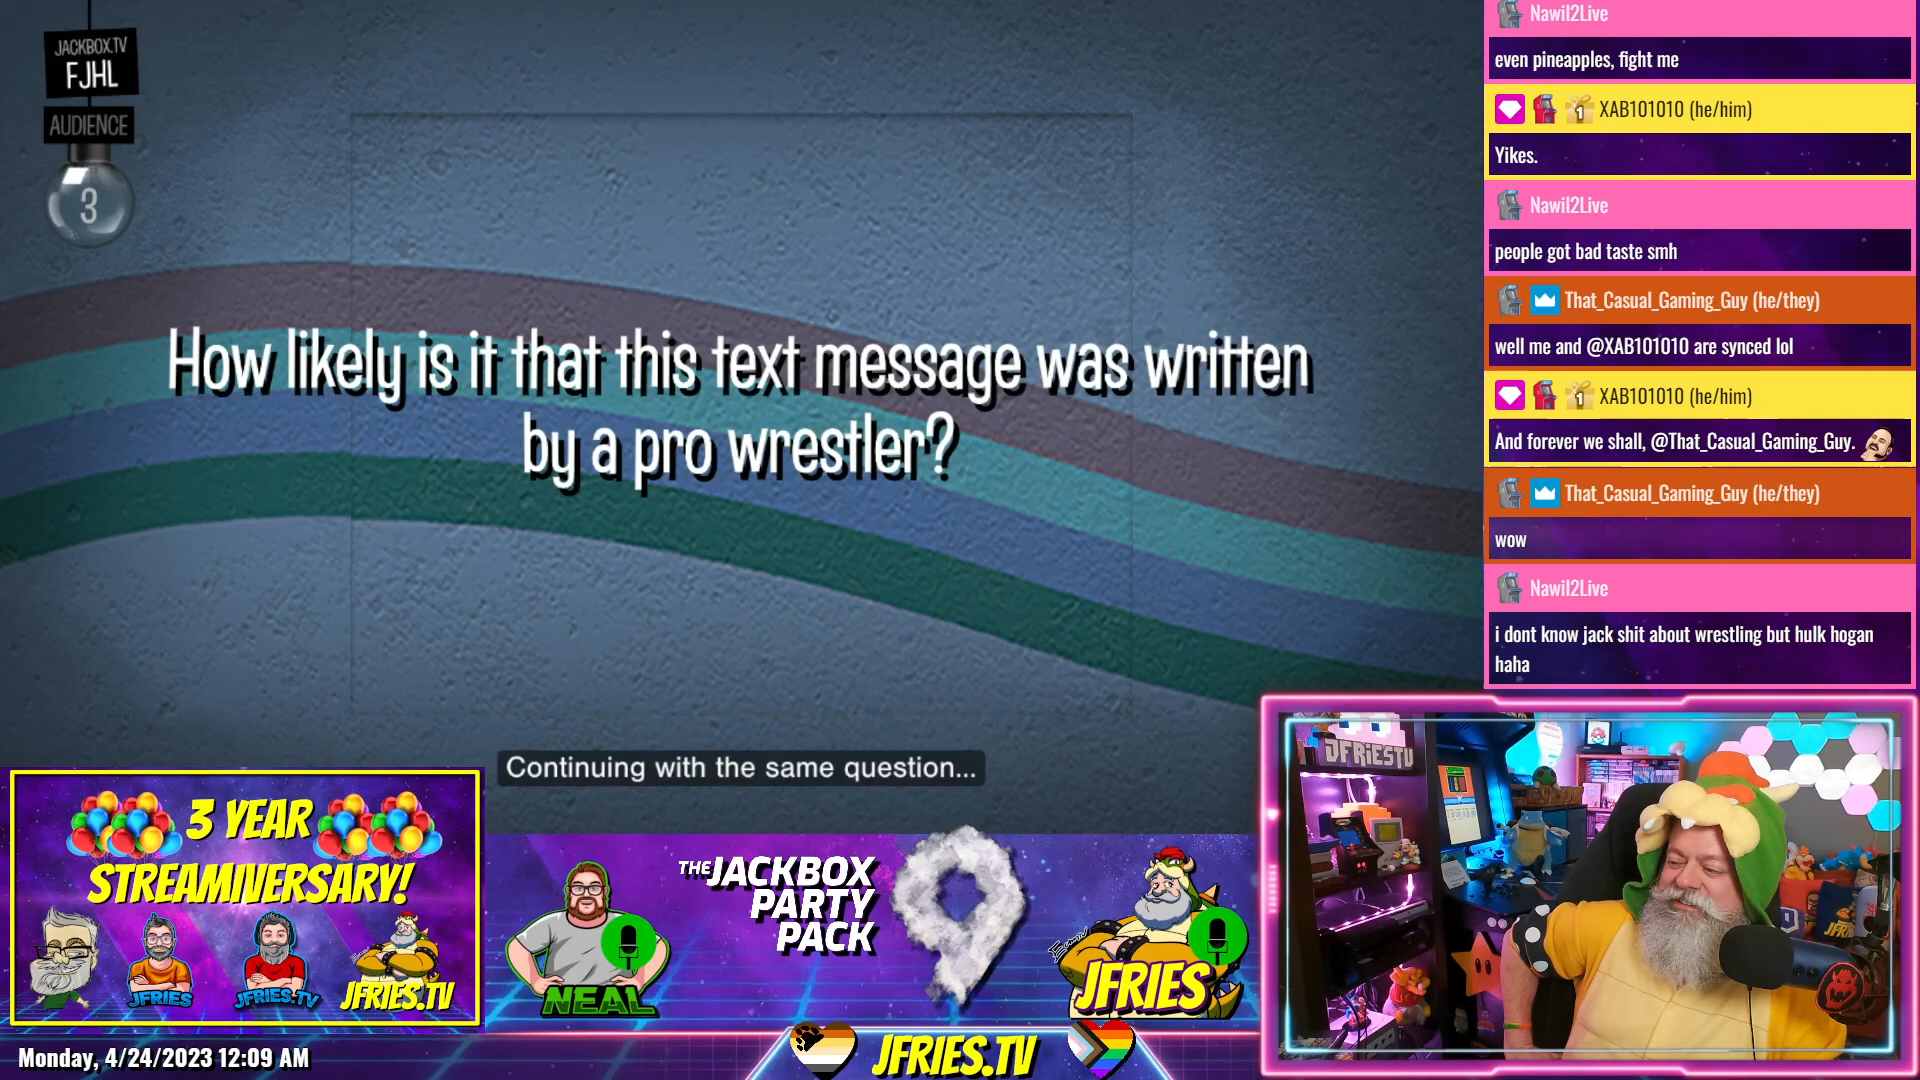 JACKBOX.TV
FJHL
AUDIENCE
3
How likely is it that this text message was written
by a pro wrestler?
Continuing with the same question...
Nawil2Live
even pineapples, fight me
1 XAB101010 (he/him)
Yikes.
Nawil2Live
people got bad taste smh
That_Casual_Gaming_Guy (he/they)
well me and @XAB101010 are synced lol
1 XAB101010 (he/him)
And forever we shall, @That_Casual_Gaming_Guy.
That_Casual_Gaming_Guy (he/they)
wow
Nawil2Live
i dont know jack shit about wrestling but hulk hogan
haha
3 YEAR
STREAMIVERSARY!
JFRIES
JFRIES.TV
JFRIES.TV
NEAL
THE JACKBOX
PARTY
PACK
9
JFRIES
JFRIES.TV
JFRIESTV
Monday, 4/24/2023 12:09 AM